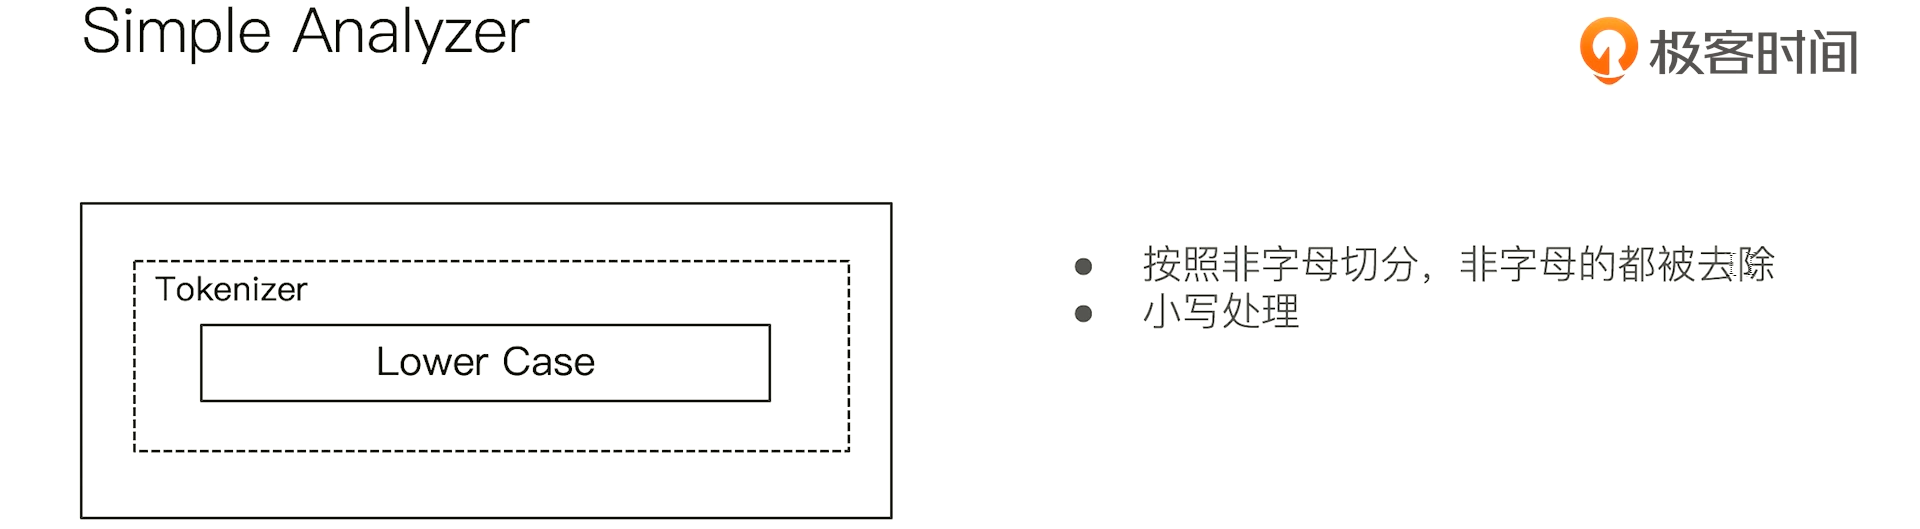 Simple Analyzer
极客时间
Tokenizer
Lower Case
按照非字母切分，非字母的都被去除
小写处理